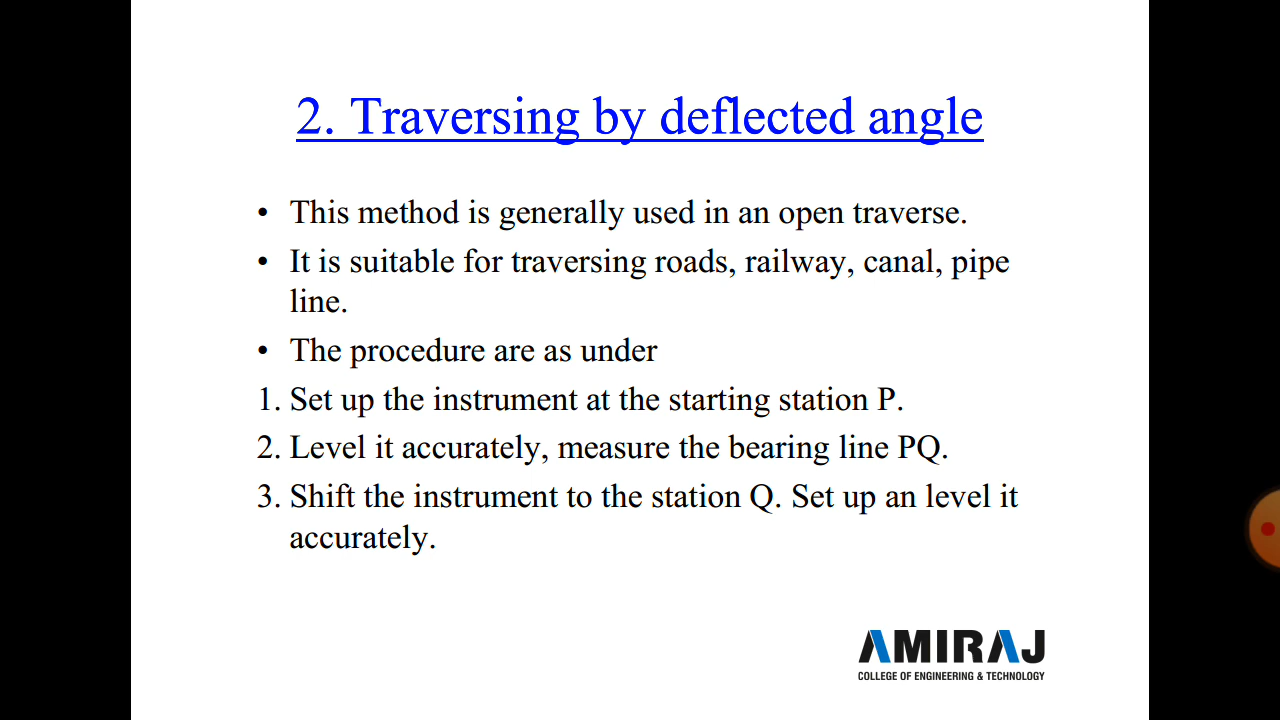 2. Traversing by deflected angle
• This method is generally used in an open traverse.
• It is suitable for traversing roads, railway, canal, pipe
line.
• The procedure are as under
1. Set up the instrument at the starting station P.
2. Level it accurately, measure the bearing line PQ.
3. Shift the instrument to the station Q. Set up an level it
accurately.
AMIRAJ
COLLEGE OF ENGINEERING & TECHNOLOGY